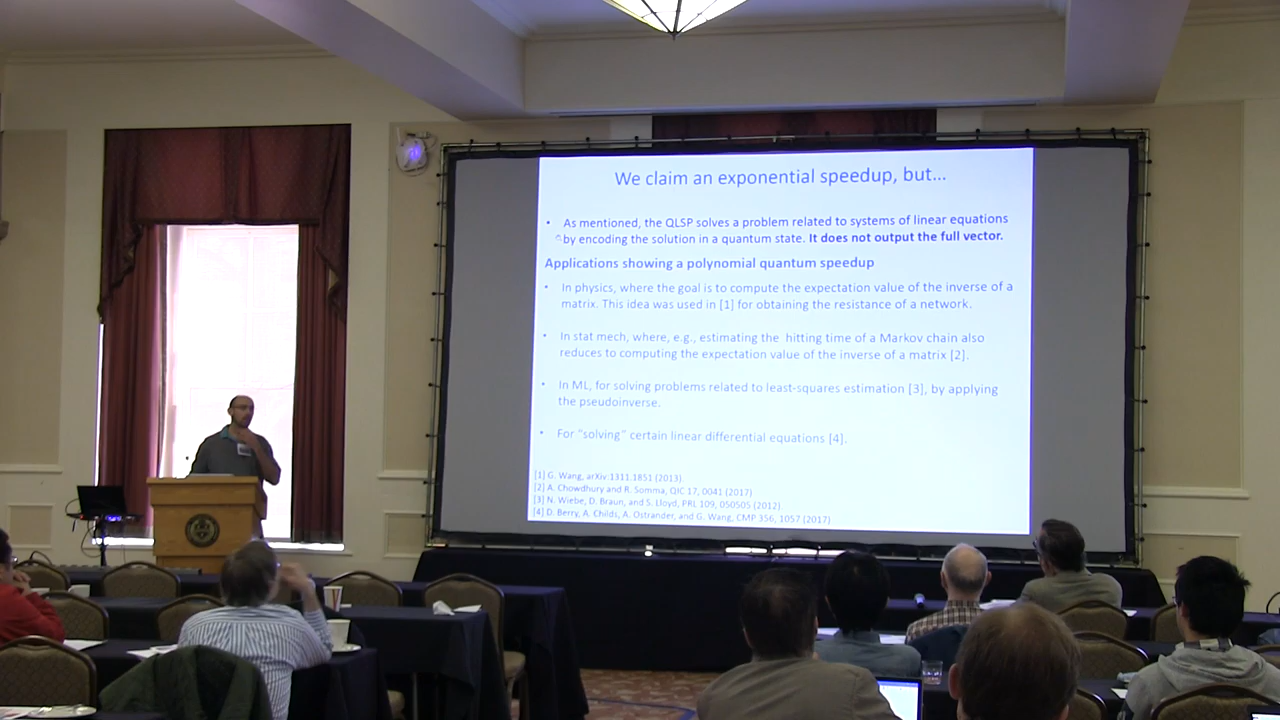 We claim an exponential speedup, but...
• As mentioned, the QLSP solves a problem related to systems of linear equations
by encoding the solution in a quantum state. It does not output the full vector.
Applications showing a polynomial quantum speedup
• In physics, where the goal is to compute the expectation value of the inverse of a
matrix. This idea was used in [1] for obtaining the resistance of a network.
• In stat mech, where, e.g., estimating the hitting time of a Markov chain also
reduces to computing the expectation value of the inverse of a matrix [2].
• In ML, for solving problems related to least-squares estimation [3], by applying
the pseudoinverse.
• For "solving" certain linear differential equations [4].
[1] G. Wang, arXiv:1311.1851 (2013).
[2] A. Chowdhury and R. Somma, QIC 17, 0041 (2017)
[3] N. Wiebe, D. Braun, and S. Lloyd, PRL 109, 050505 (2012)
[4] D. Berry, A. Childs, A. Ostrander, and G. Wang, CMP 356, 1057 (2017)